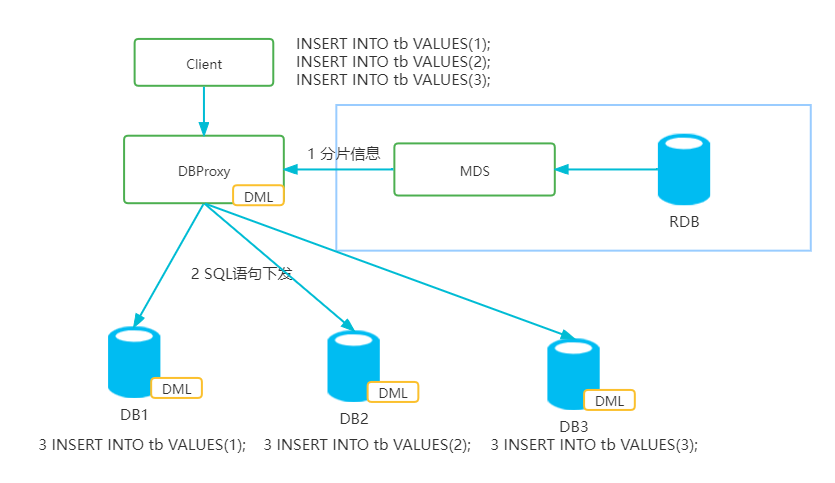 INSERT INTO tb VALUES(1);
INSERT INTO tb VALUES(2);
INSERT INTO tb VALUES(3);
Client
1 分片信息
DBProxy
MDS
DML
RDB
2 SQL语句下发
DML
DML
DML
DB1
DB2
DB3
3 INSERT INTO tb VALUES(1);
3 INSERT INTO tb VALUES(2);
3 INSERT INTO tb VALUES(3);